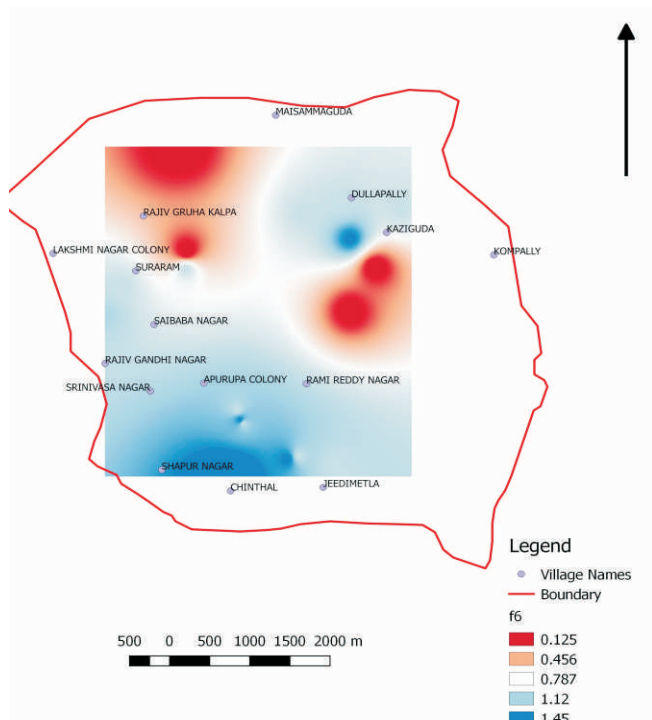 MAISAMMAGUDA
DULLAPALLY
RAJIV GRUHA KALPA
KAZIGUDA
LAKSHMI NAGAR COLONY
KOMPALLY
SURARAM
SAIBABA NAGAR
RAJIV GANDHI NAGAR
SRINIVASA NAGAR
APURUPA COLONY
RAMI REDDY NAGAR
SHAPUR NAGAR
CHINTHAL
JEEDIMETLA
Legend
Village Names
Boundary
f6
0.125
0.456
0.787
1.12
1.45
500 0 500 1000 1500 2000 m